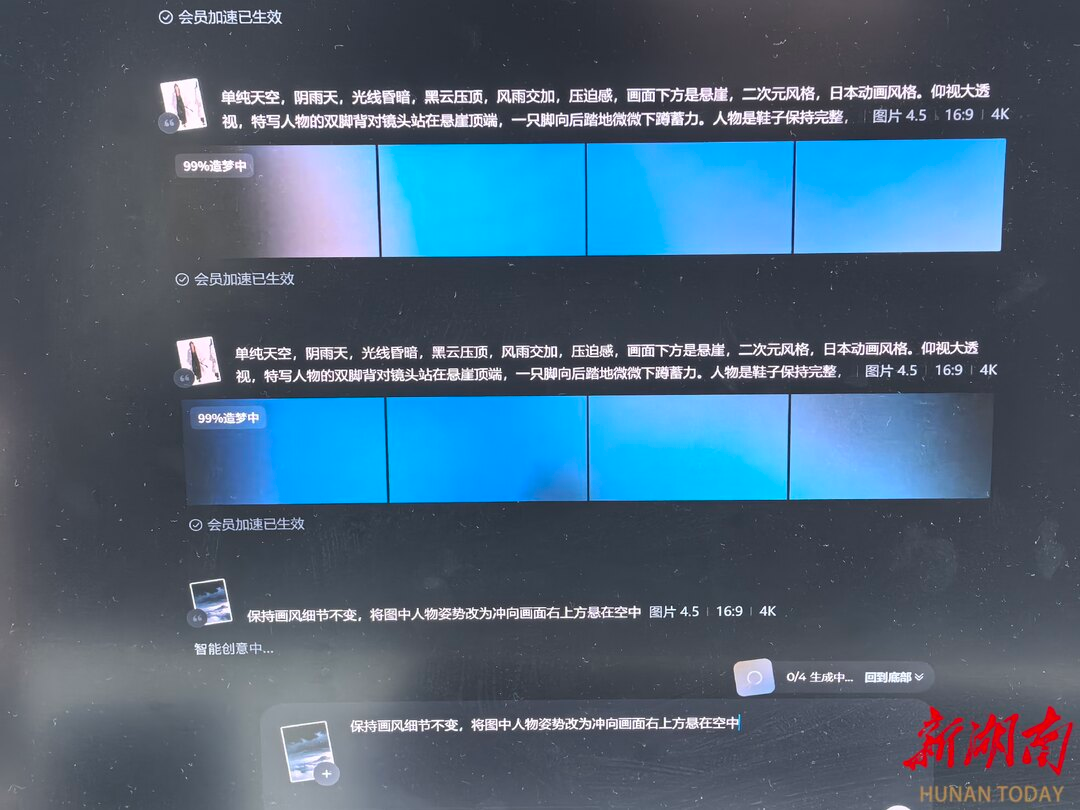 会员加速已生效
单纯天空，阴雨天，光线昏暗，黑云压顶，风雨交加，压迫感，画面下方是悬崖，二次元风格，日本动画风格。仰视大透
视，特写人物的双脚背对镜头站在悬崖顶端，一只脚向后踏地微微下蹲蓄力。人物是鞋子保持完整， 图片 4.5 | 16:9 | 4K
99%造梦中
会员加速已生效
单纯天空，阴雨天，光线昏暗，黑云压顶，风雨交加，压迫感，画面下方是悬崖，二次元风格，日本动画风格。仰视大透
视，特写人物的双脚背对镜头站在悬崖顶端，一只脚向后踏地微微下蹲蓄力。人物是鞋子保持完整， 图片 4.5 | 16:9 | 4K
99%造梦中
会员加速已生效
保持画风细节不变，将图中人物姿势改为冲向画面右上方悬在空中 图片 4.5 | 16:9 | 4K
智能创意中...
0/4 生成中... 回到底部
保持画风细节不变，将图中人物姿势改为冲向画面右上方悬在空中
新湖南
HUNAN TODAY